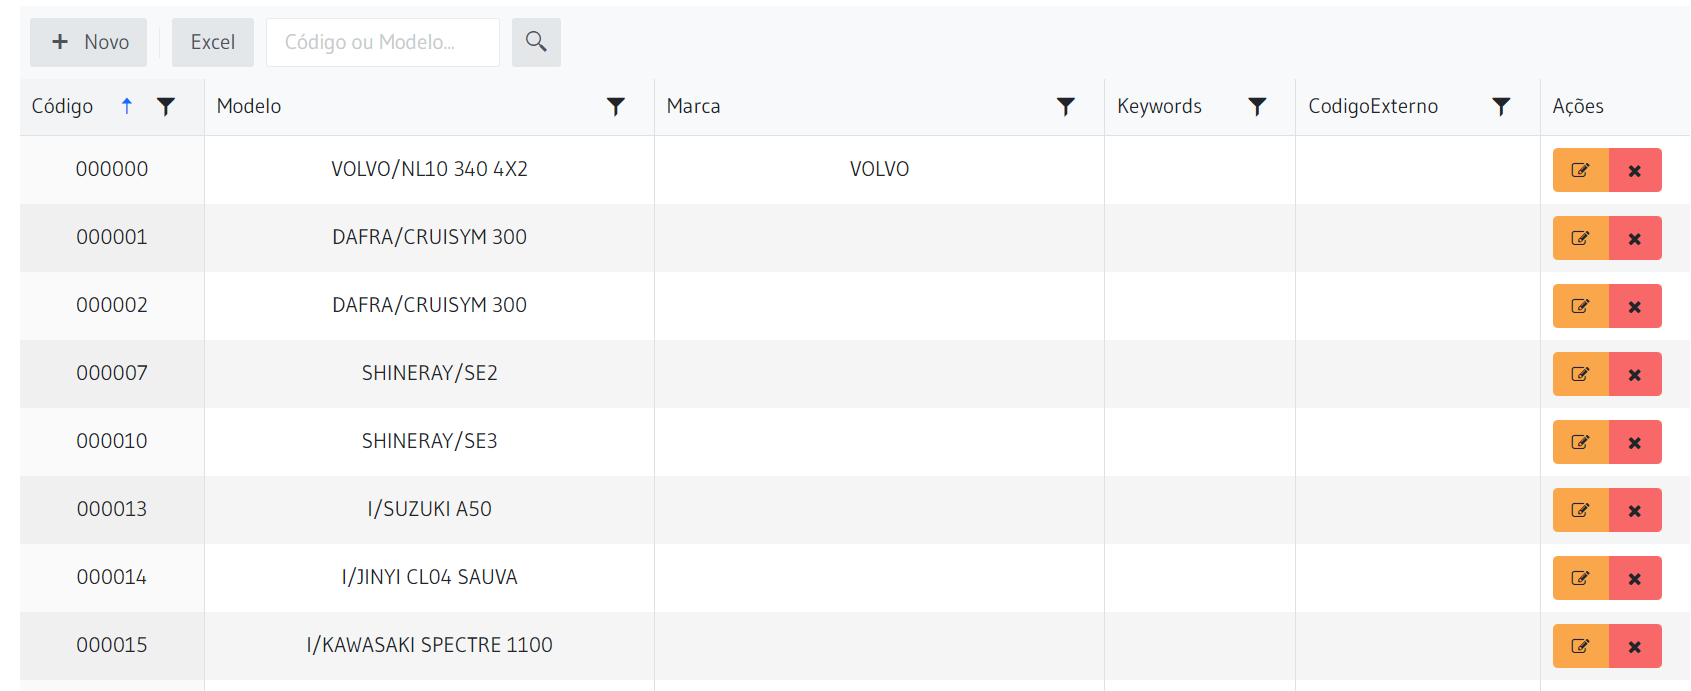 + Novo Excel Código ou Modelo...
Código Modelo Marca Keywords CodigoExterno Ações
000000 VOLVO/NL10 340 4X2 VOLVO
000001 DAFRA/CRUISYM 300
000002 DAFRA/CRUISYM 300
000007 SHINERAY/SE2
000010 SHINERAY/SE3
000013 I/SUZUKI A50
000014 I/JINYI CL04 SAUVA
000015 I/KAWASAKI SPECTRE 1100